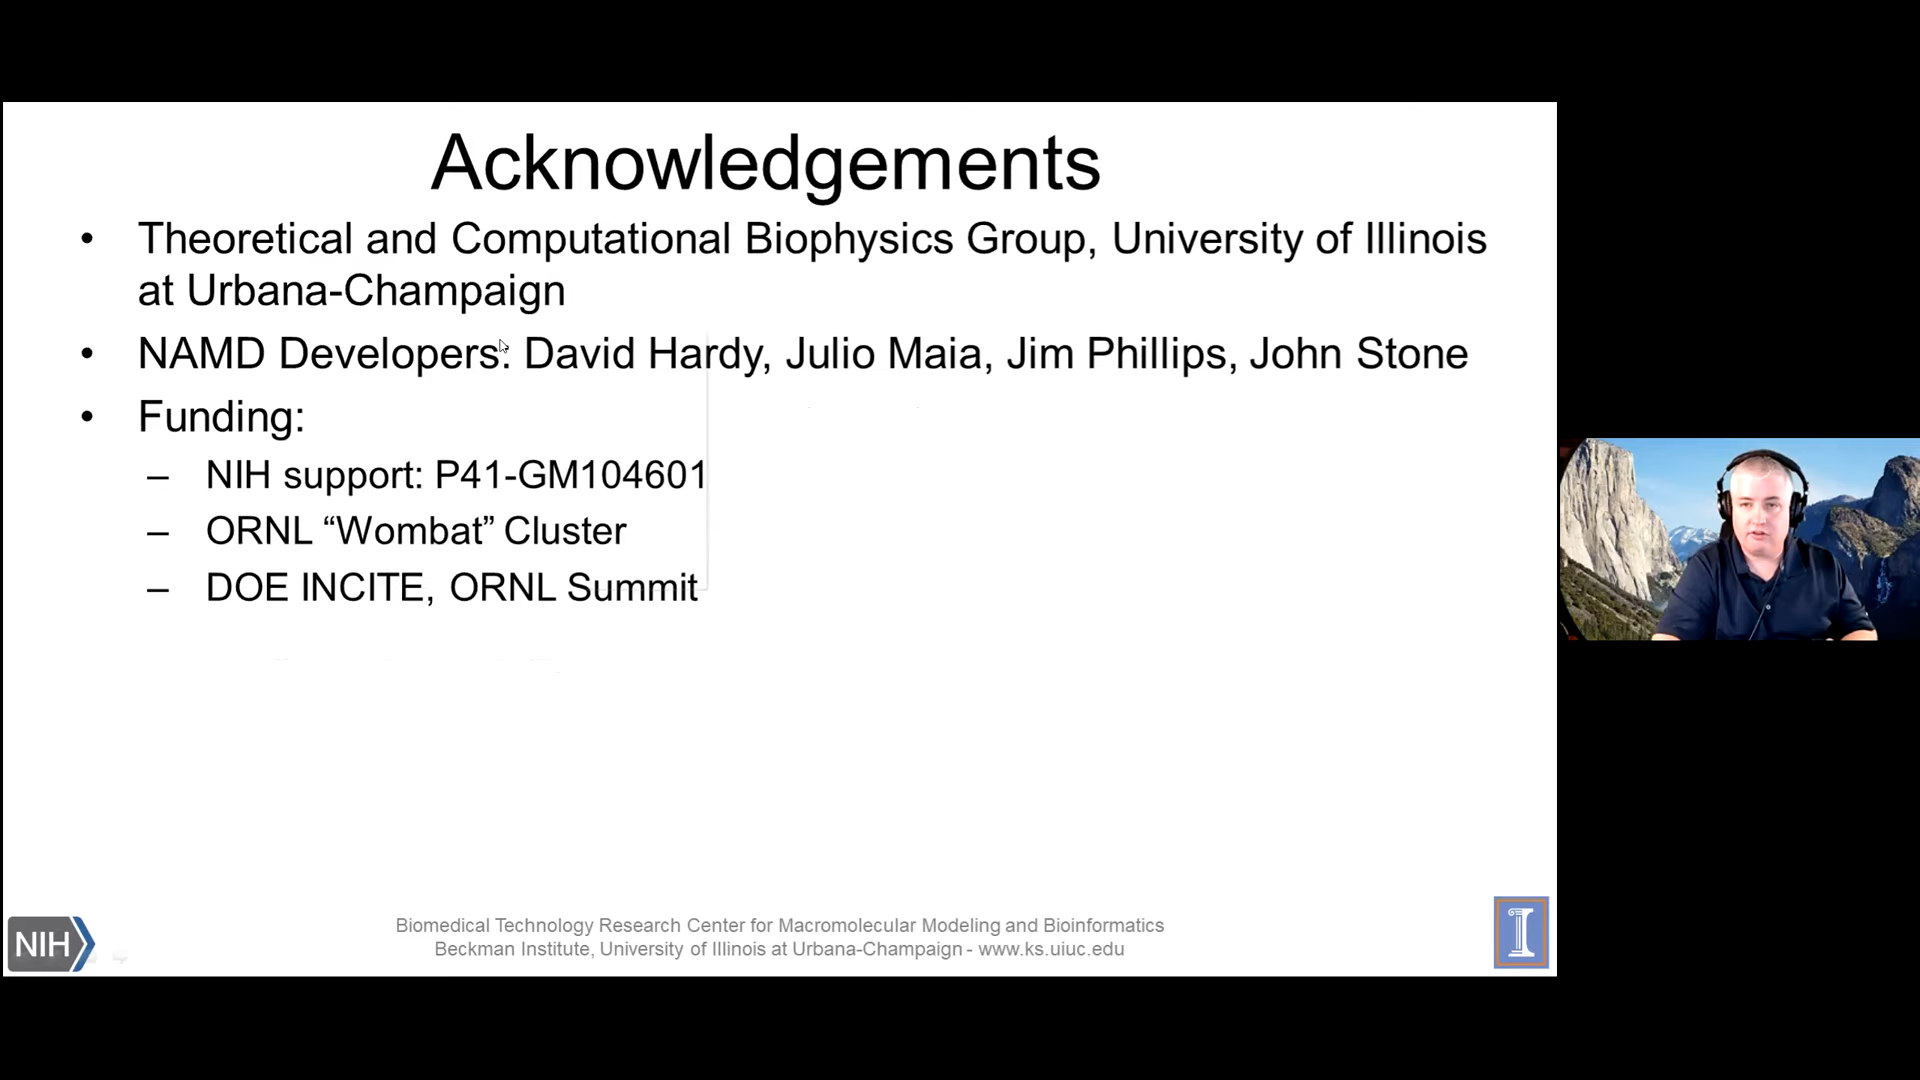 Acknowledgements
• Theoretical and Computational Biophysics Group, University of Illinois
at Urbana-Champaign
• NAMD Developers: David Hardy, Julio Maia, Jim Phillips, John Stone
• Funding:
– NIH support: P41-GM104601
– ORNL “Wombat” Cluster
– DOE INCITE, ORNL Summit
NIH
Biomedical Technology Research Center for Macromolecular Modeling and Bioinformatics
Beckman Institute, University of Illinois at Urbana-Champaign - www.ks.uiuc.edu
I